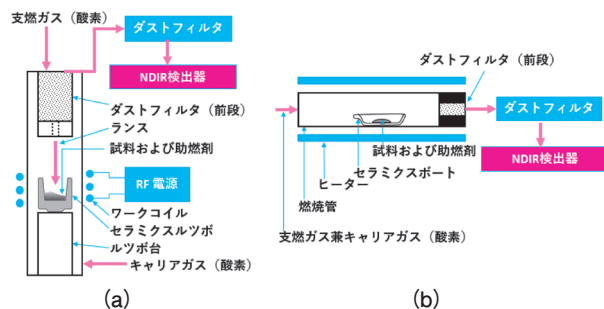 支燃ガス（酸素）
ダストフィルタ
NDIR検出器
ダストフィルタ（前段）
ランス
試料および助燃剤
RF 電源
ワークコイル
セラミクスルツボ
ルツボ台
キャリアガス（酸素）
(a)
ダストフィルタ（前段）
ダストフィルタ
NDIR検出器
試料および助燃剤
セラミクスボート
ヒーター
燃焼管
支燃ガス兼キャリアガス（酸素）
(b)